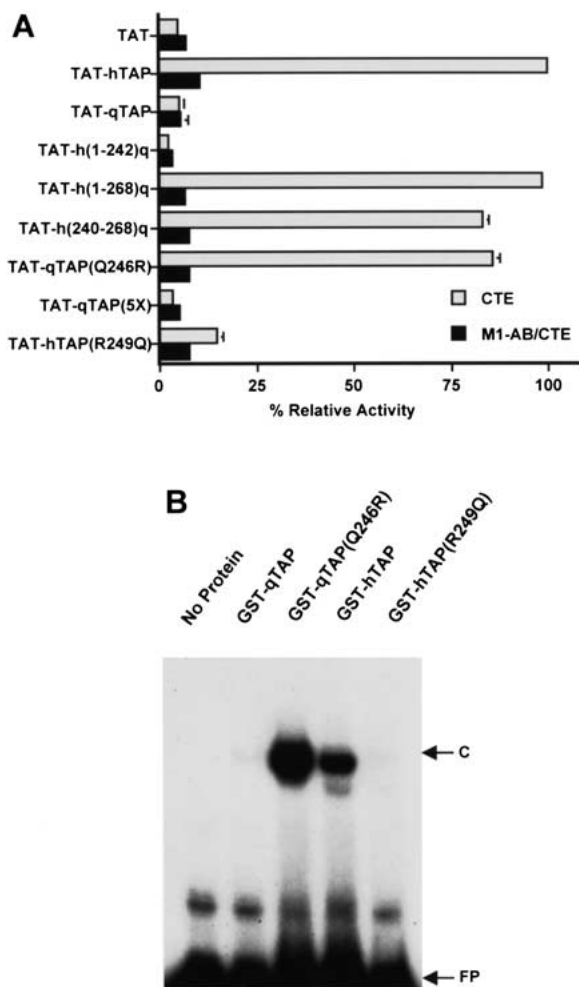 A
TAT
TAT-hTAP
TAT-qTAP
TAT-h(1-242)q
TAT-h(1-268)q
TAT-h(240-268)q
TAT-qTAP(Q246R)
TAT-qTAP(5X)
TAT-hTAP(R249Q)
CTE
M1-AB/CTE
0 25 50 75 100
% Relative Activity
B
No Protein
GST-qTAP
GST-qTAP(Q246R)
GST-hTAP
GST-hTAP(R249Q)
C
FP